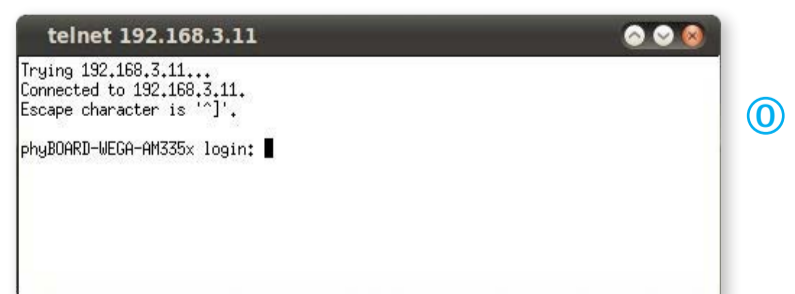 telnet 192.168.3.11
Trying 192.168.3.11...
Connected to 192.168.3.11.
Escape character is '^]'.
phyBOARD-WEGA-AM335x login:
⓪